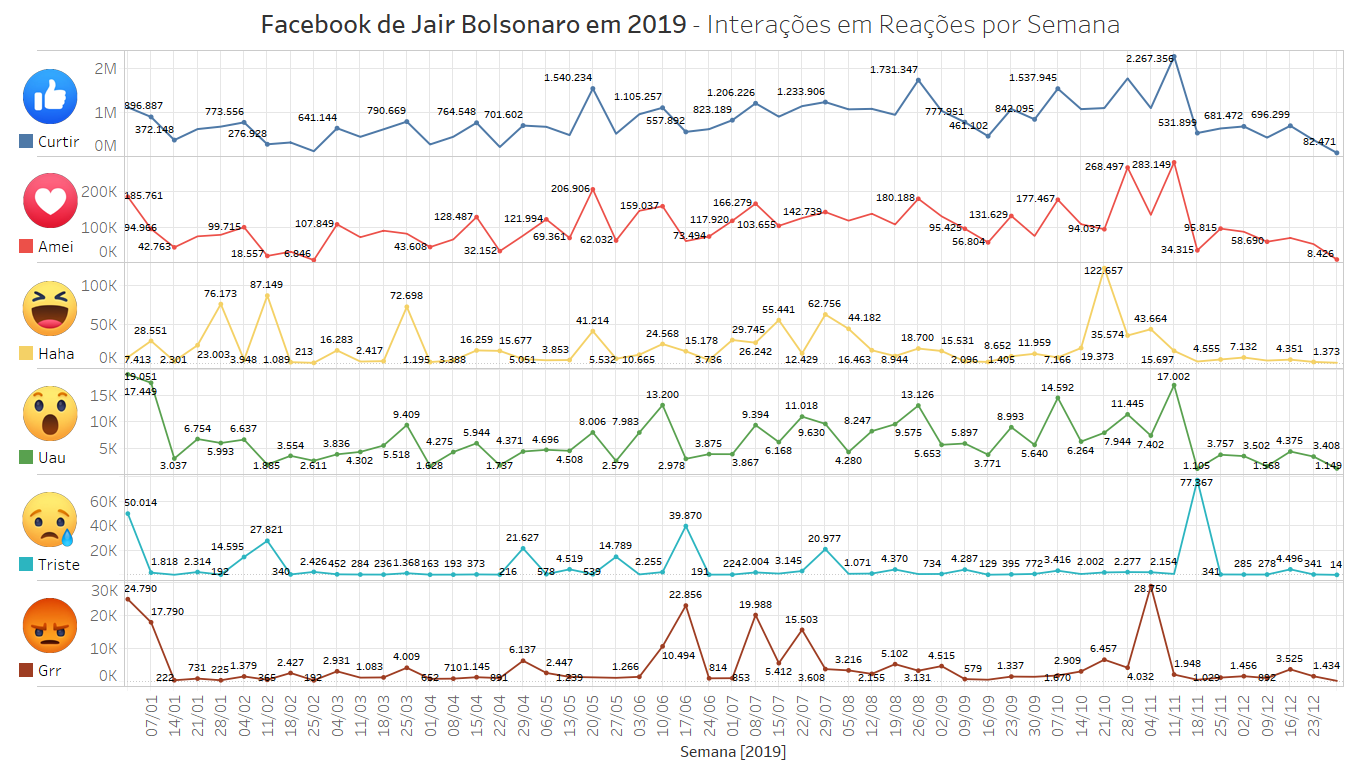 Facebook de Jair Bolsonaro em 2019 - Interações em Reações por Semana
Curtir
2M
1M
0M
896.887 372.148 773.556 276.928 641.144 790.669 764.548 701.602 1.540.234 1.105.257 557.892 823.189 1.206.226 1.233.906 1.731.347 777.951 461.102 842.095 1.537.945 2.267.356 531.899 681.472 696.299 82.471
Amei
200K
100K
0K
185.761 94.966 42.763 99.715 18.557 6.846 107.849 43.608 128.487 32.152 121.994 69.361 206.906 62.032 159.037 73.494 117.920 166.279 103.655 142.739 180.188 95.425 56.804 131.629 177.467 94.037 268.497 283.149 34.315 95.815 58.690 8.426
Haha
100K
50K
0K
7.413 28.551 2.301 23.003 76.173 3.948 87.149 1.089 213 16.283 2.417 72.698 1.195 3.388 16.259 15.677 5.051 3.853 41.214 5.532 10.665 24.568 15.178 3.736 29.745 26.242 55.441 12.429 62.756 44.182 16.463 8.944 18.700 15.531 2.096 1.405 8.652 11.959 7.166 19.373 122.657 35.574 43.664 15.697 4.555 7.132 4.351 1.373
Uau
15K
10K
5K
19.051 17.449 3.037 6.754 5.993 6.637 1.885 3.554 2.611 3.836 4.302 5.518 9.409 1.628 4.275 5.944 1.737 4.371 4.696 4.508 8.006 2.579 7.983 13.200 2.978 3.875 3.867 9.394 6.168 11.018 9.630 4.280 8.247 9.575 13.126 5.653 5.897 3.771 8.993 5.640 14.592 6.264 7.944 11.445 7.402 17.002 1.105 3.757 3.502 1.568 4.375 3.408 1.149
Triste
60K
40K
20K
50.014 1.818 2.314 192 14.595 27.821 340 2.426 452 284 236 1.368 163 193 373 216 21.627 578 4.519 539 14.789 2.255 39.870 191 224 2.004 3.145 20.977 1.071 4.370 734 4.287 129 395 772 3.416 2.002 2.277 2.154 77.367 341 285 278 4.496 341 14
Grr
30K
20K
10K
0K
24.790 17.790 222 731 225 1.379 365 2.427 192 2.931 1.083 4.009 652 710 1.145 891 6.137 2.447 1.239 1.266 10.494 22.856 814 853 19.988 5.412 15.503 3.608 3.216 2.155 5.102 3.131 4.515 579 1.337 1.670 2.909 6.457 4.032 28.750 1.948 1.029 1.456 892 3.525 1.434
07/01 14/01 21/01 28/01 04/02 11/02 18/02 25/02 04/03 11/03 18/03 25/03 01/04 08/04 15/04 22/04 29/04 06/05 13/05 20/05 27/05 03/06 10/06 17/06 24/06 01/07 08/07 15/07 22/07 29/07 05/08 12/08 19/08 26/08 02/09 09/09 16/09 23/09 30/09 07/10 14/10 21/10 28/10 04/11 11/11 18/11 25/11 02/12 09/12 16/12 23/12
Semana [2019]